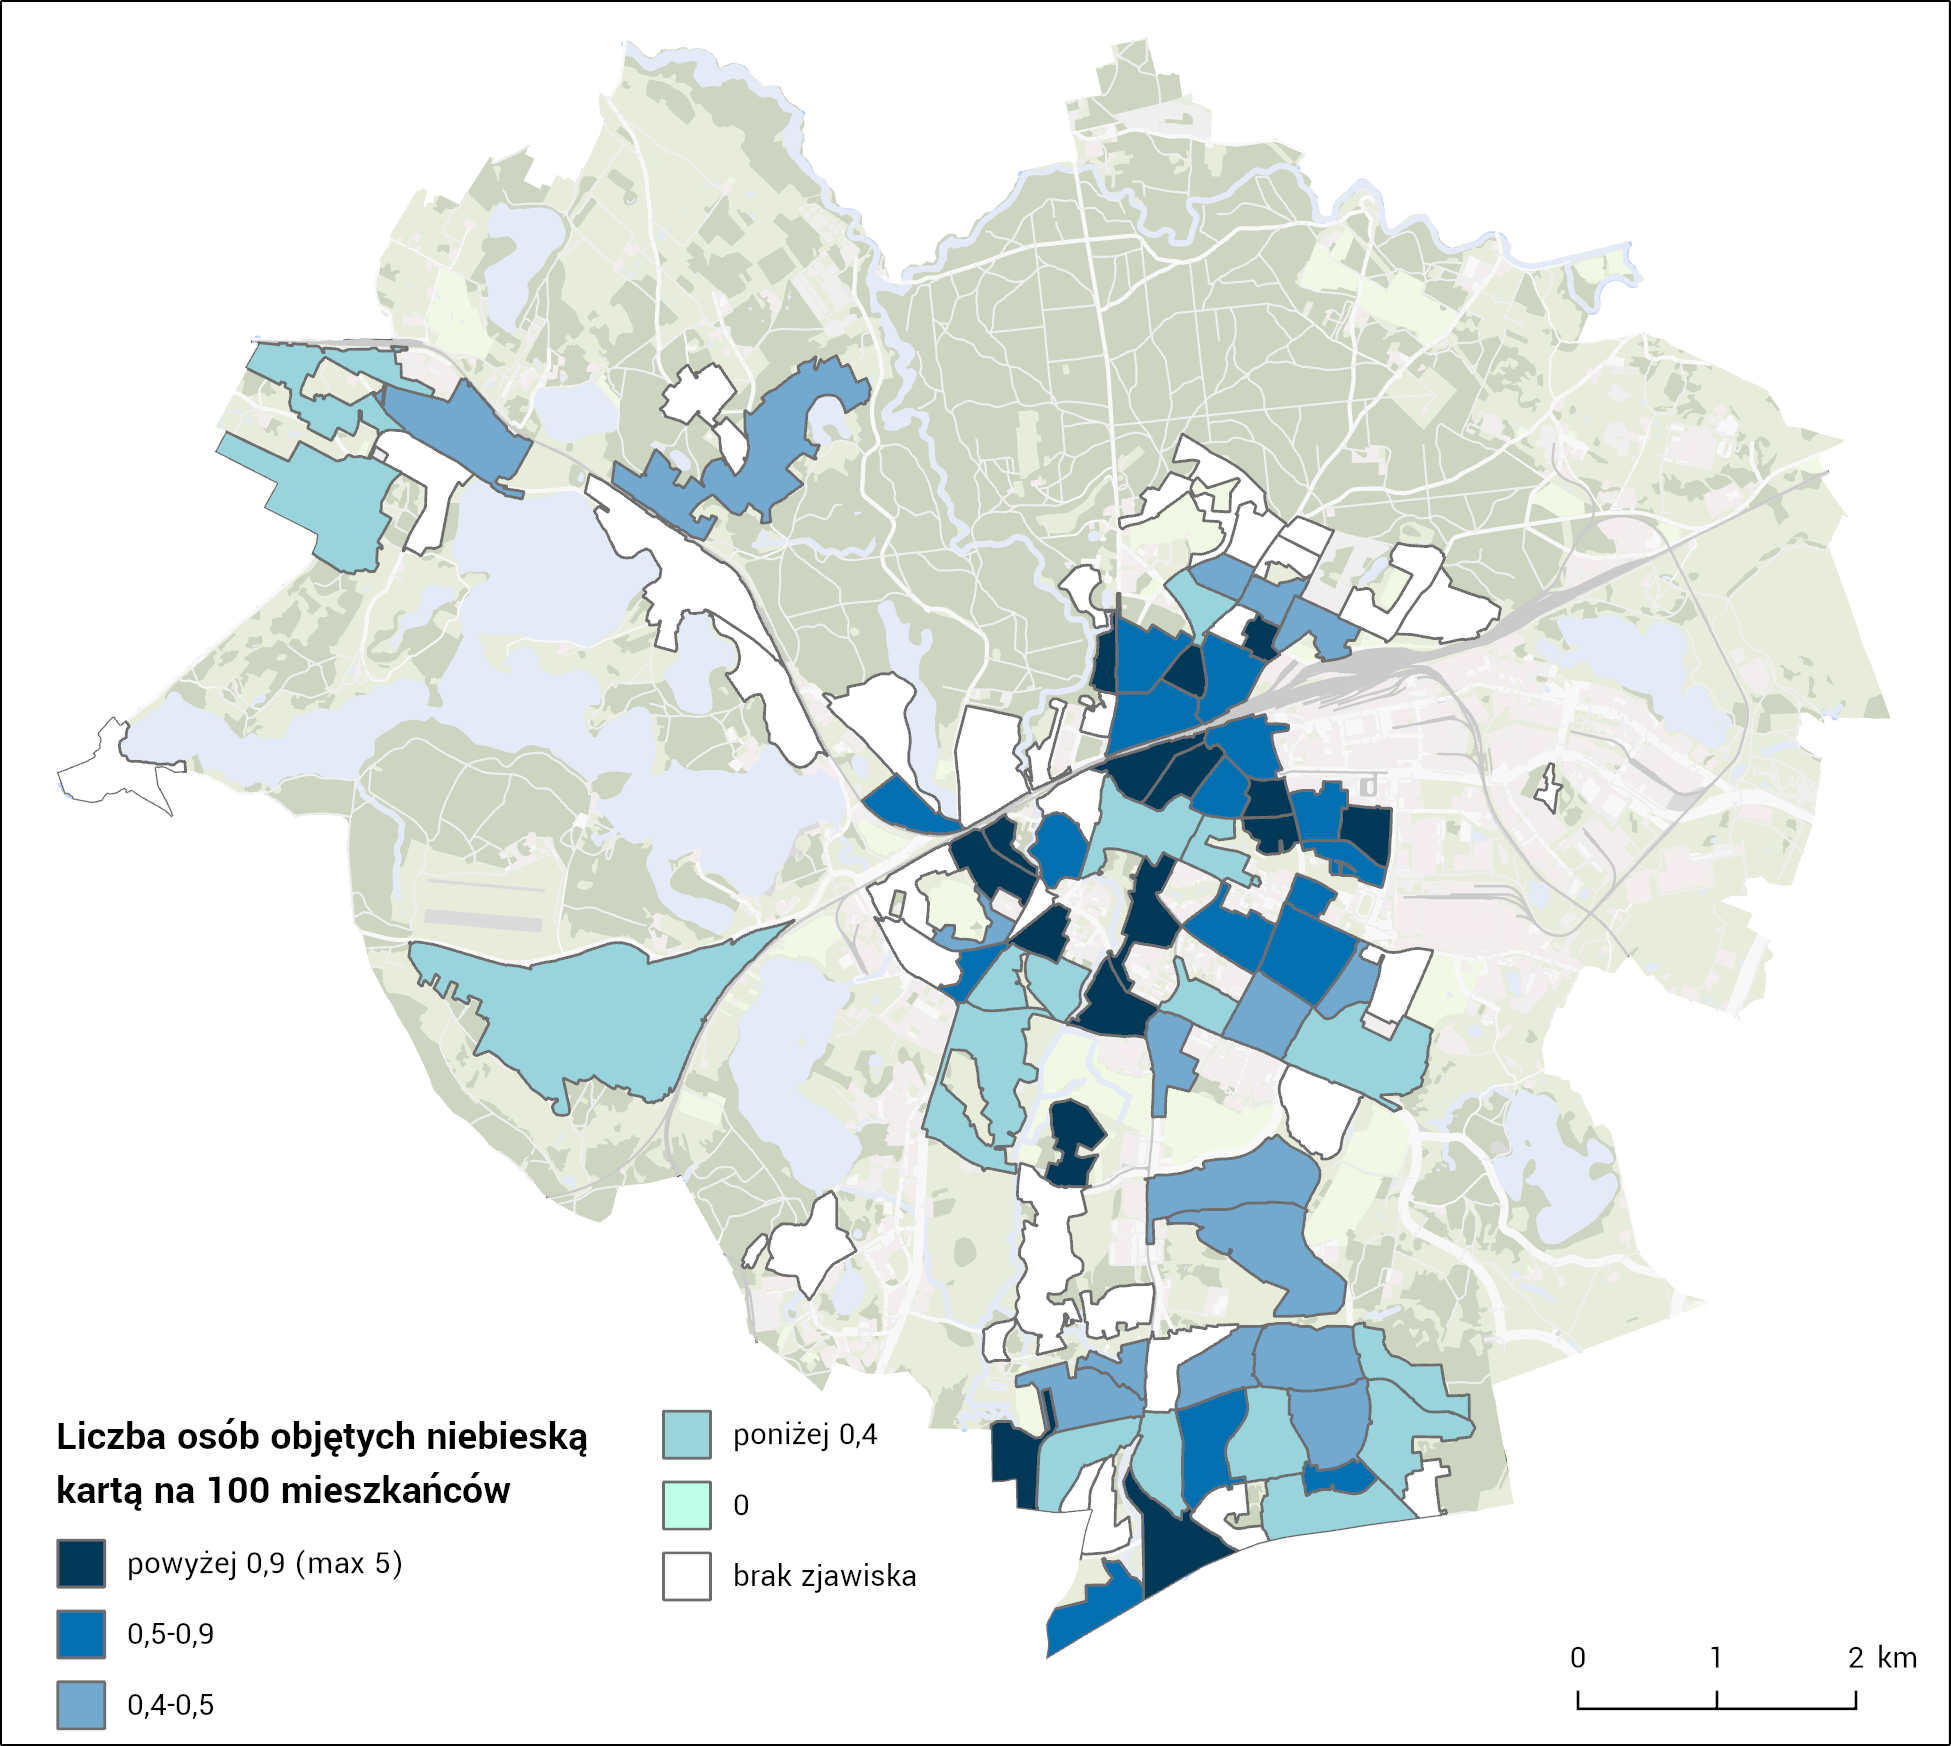 Liczba osób objętych niebieską
kartą na 100 mieszkańców
powyżej 0,9 (max 5)
0,5-0,9
0,4-0,5
poniżej 0,4
0
brak zjawiska
0 1 2 km